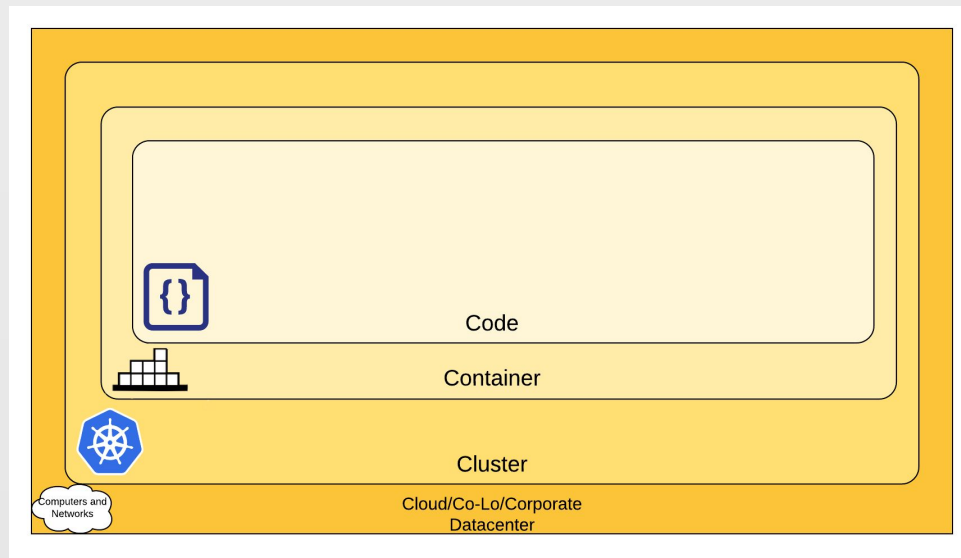 {}
Code
Container
Cluster
Computers and
Networks
Cloud/Co-Lo/Corporate
Datacenter